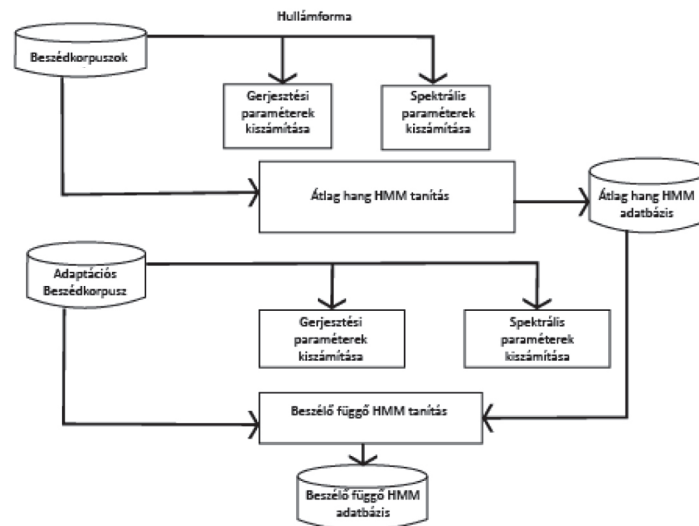 Hullámforma
Beszédkorpuszok
Gerjesztési
paraméterek
kiszámítása
Spektrális
paraméterek
kiszámítása
Átlag hang HMM tanítás
Átlag hang HMM
adatbázis
Adaptációs
Beszédkorpusz
Gerjesztési
paraméterek
kiszámítása
Spektrális
paraméterek
kiszámítása
Beszélő függő HMM tanítás
Beszélő függő HMM
adatbázis